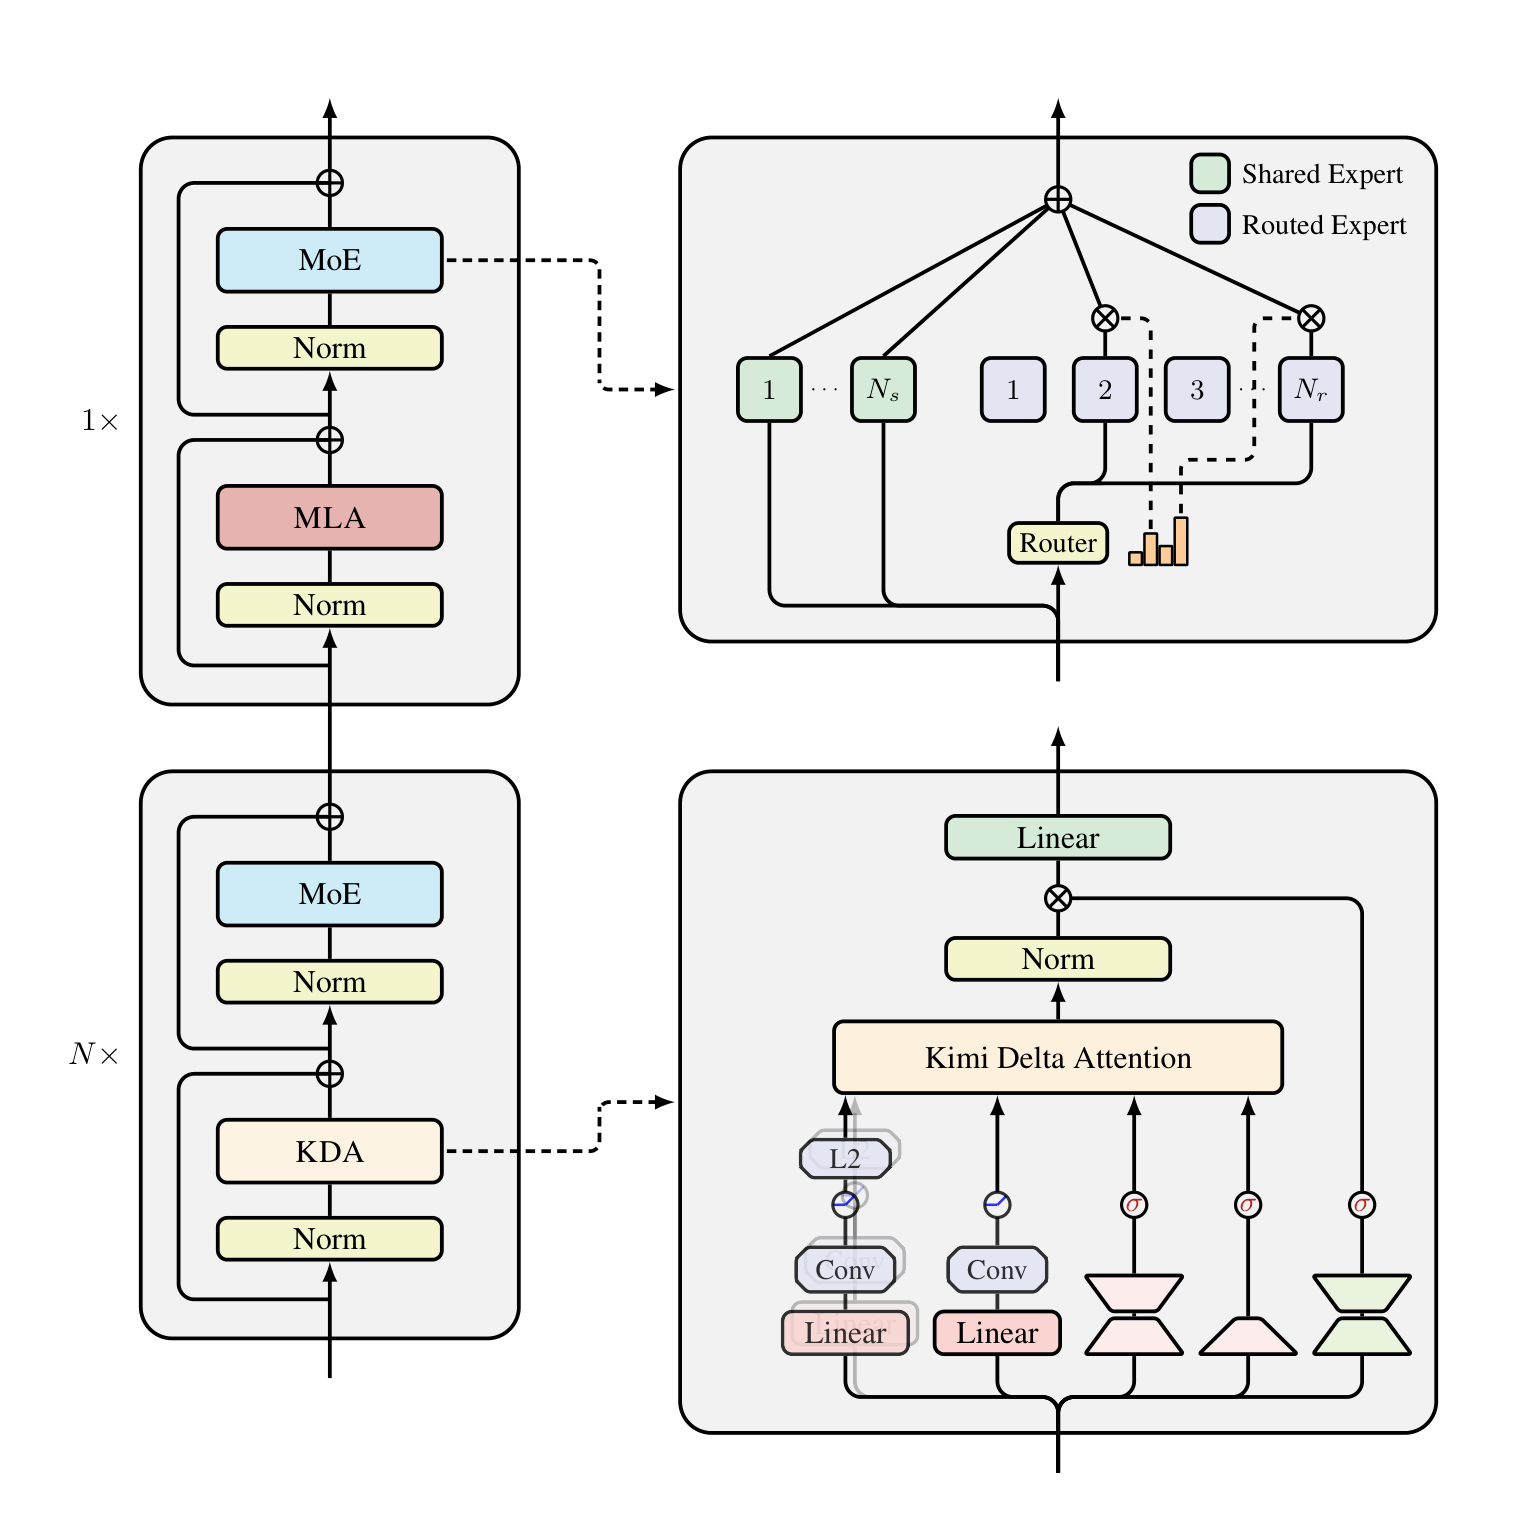 MoE
Norm
1×
MLA
Norm
MoE
Norm
N×
KDA
Norm
Shared Expert
Routed Expert
1 ··· Nₛ 1 2 3 ··· Nᵣ
Router
Linear
Norm
Kimi Delta Attention
L2
σ σ σ
Conv Conv
Linear Linear